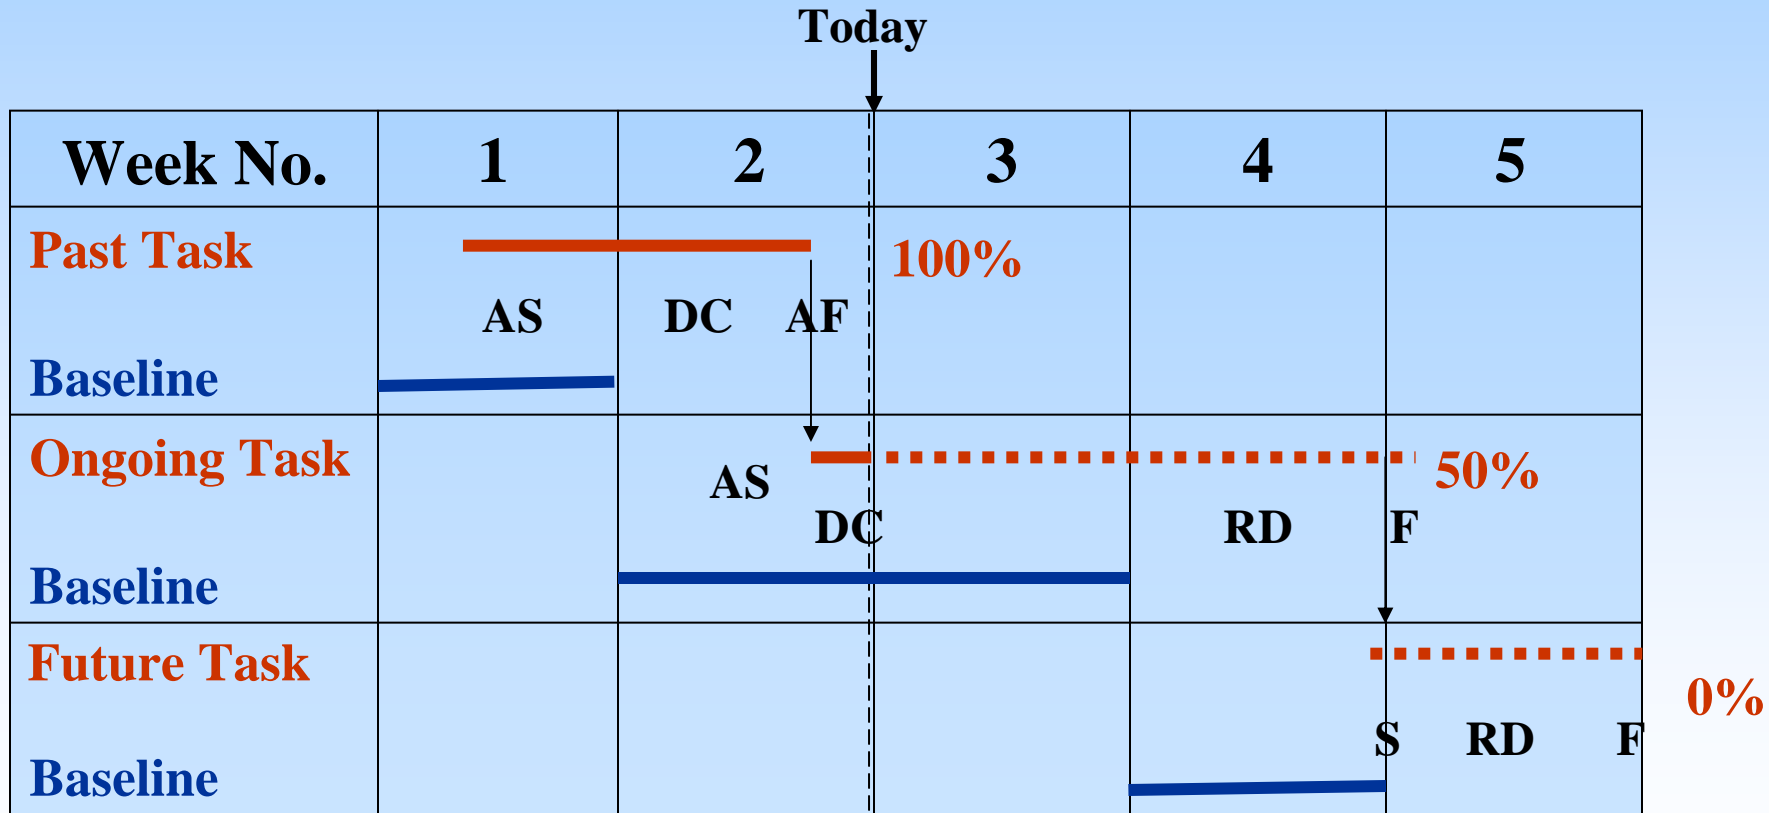 Today
Week No. 1 2 3 4 5
Past Task 100%
AS DC AF
Baseline
Ongoing Task 50%
AS
DC RD F
Baseline
Future Task
0%
S RD F
Baseline